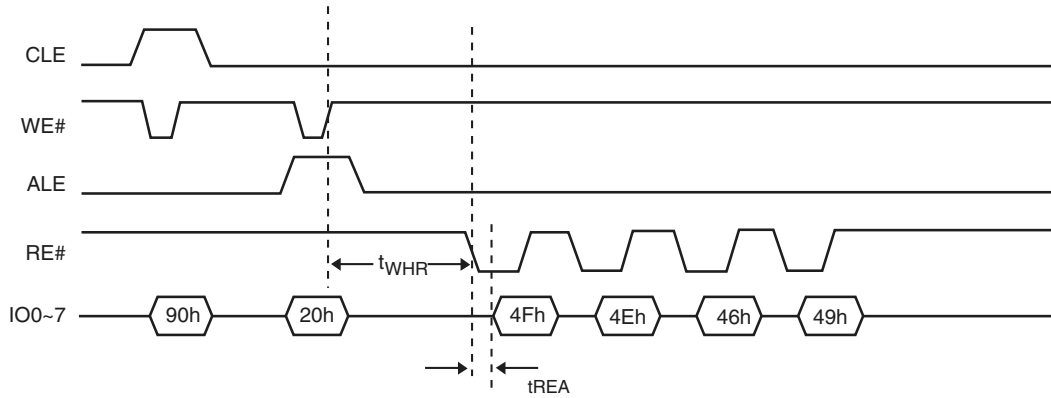 CLE
WE#
ALE
RE#
tWHR
IO0~7
90h
20h
4Fh
4Eh
46h
49h
tREA